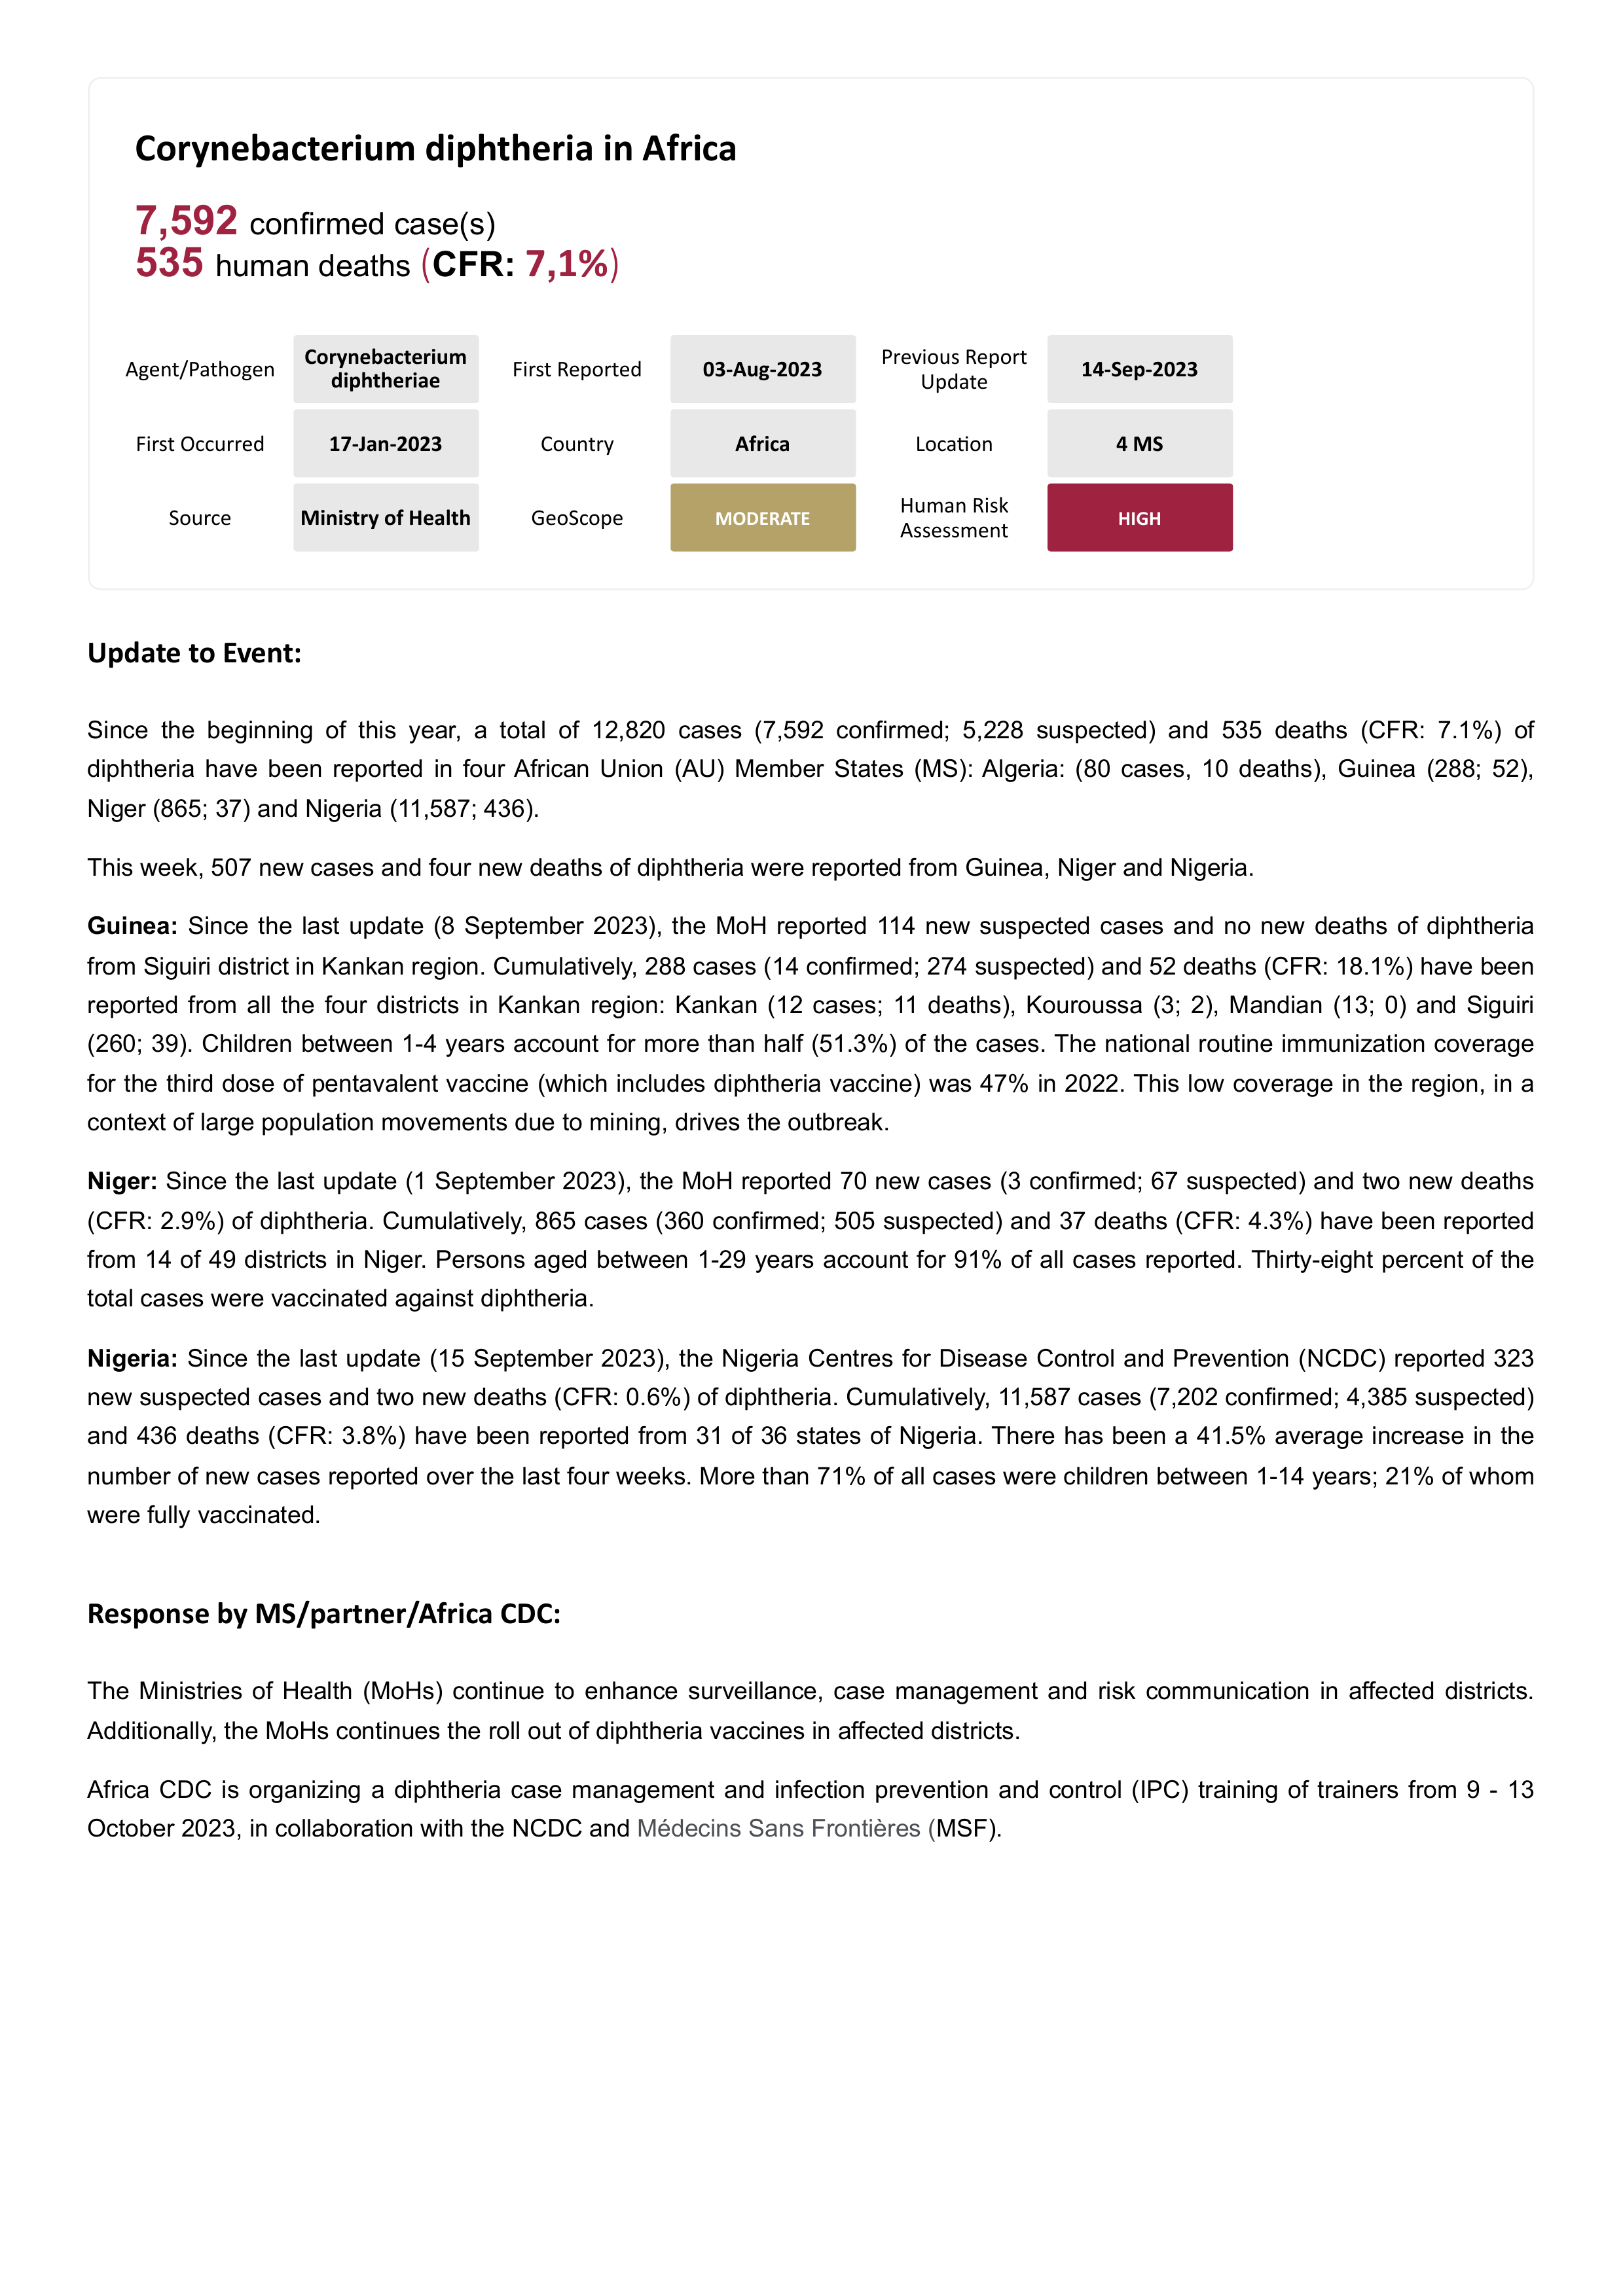 Corynebacterium diphtheria in Africa
7,592 confirmed case(s)
535 human deaths (CFR: 7,1%)
Agent/Pathogen
Corynebacterium
diphtheriae
First Reported
03-Aug-2023
Previous Report
Update
14-Sep-2023
First Occurred
17-Jan-2023
Country
Africa
Location
4 MS
Source
Ministry of Health
GeoScope
MODERATE
Human Risk
Assessment
HIGH
Update to Event:
Since the beginning of this year, a total of 12,820 cases (7,592 confirmed; 5,228 suspected) and 535 deaths (CFR: 7.1%) of
diphtheria have been reported in four African Union (AU) Member States (MS): Algeria: (80 cases, 10 deaths), Guinea (288; 52),
Niger (865; 37) and Nigeria (11,587; 436).
This week, 507 new cases and four new deaths of diphtheria were reported from Guinea, Niger and Nigeria.
Guinea: Since the last update (8 September 2023), the MoH reported 114 new suspected cases and no new deaths of diphtheria
from Siguiri district in Kankan region. Cumulatively, 288 cases (14 confirmed; 274 suspected) and 52 deaths (CFR: 18.1%) have been
reported from all the four districts in Kankan region: Kankan (12 cases; 11 deaths), Kouroussa (3; 2), Mandian (13; 0) and Siguiri
(260; 39). Children between 1-4 years account for more than half (51.3%) of the cases. The national routine immunization coverage
for the third dose of pentavalent vaccine (which includes diphtheria vaccine) was 47% in 2022. This low coverage in the region, in a
context of large population movements due to mining, drives the outbreak.
Niger: Since the last update (1 September 2023), the MoH reported 70 new cases (3 confirmed; 67 suspected) and two new deaths
(CFR: 2.9%) of diphtheria. Cumulatively, 865 cases (360 confirmed; 505 suspected) and 37 deaths (CFR: 4.3%) have been reported
from 14 of 49 districts in Niger. Persons aged between 1-29 years account for 91% of all cases reported. Thirty-eight percent of the
total cases were vaccinated against diphtheria.
Nigeria: Since the last update (15 September 2023), the Nigeria Centres for Disease Control and Prevention (NCDC) reported 323
new suspected cases and two new deaths (CFR: 0.6%) of diphtheria. Cumulatively, 11,587 cases (7,202 confirmed; 4,385 suspected)
and 436 deaths (CFR: 3.8%) have been reported from 31 of 36 states of Nigeria. There has been a 41.5% average increase in the
number of new cases reported over the last four weeks. More than 71% of all cases were children between 1-14 years; 21% of whom
were fully vaccinated.
Response by MS/partner/Africa CDC:
The Ministries of Health (MoHs) continue to enhance surveillance, case management and risk communication in affected districts.
Additionally, the MoHs continues the roll out of diphtheria vaccines in affected districts.
Africa CDC is organizing a diphtheria case management and infection prevention and control (IPC) training of trainers from 9 - 13
October 2023, in collaboration with the NCDC and Médecins Sans Frontières (MSF).